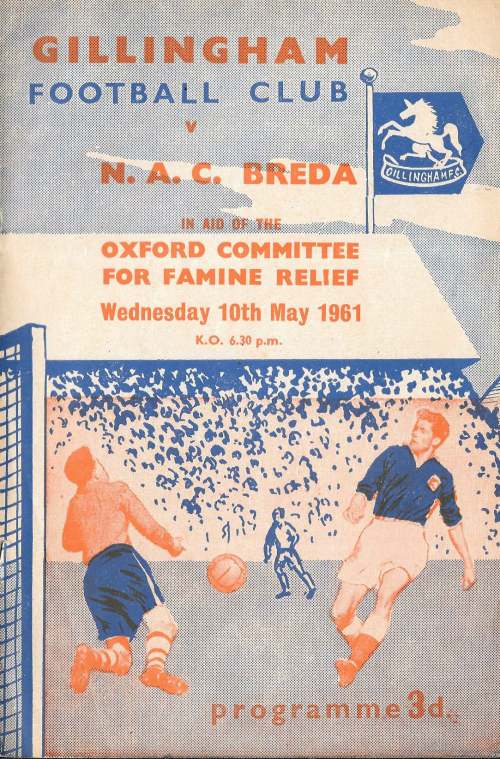 GILLINGHAM
FOOTBALL CLUB
v
N. A. C. BREDA
IN AID OF THE
OXFORD COMMITTEE
FOR FAMINE RELIEF
Wednesday 10th May 1961
K.O. 6.30 p.m.
GILLINGHAM F.C.
programme 3d.